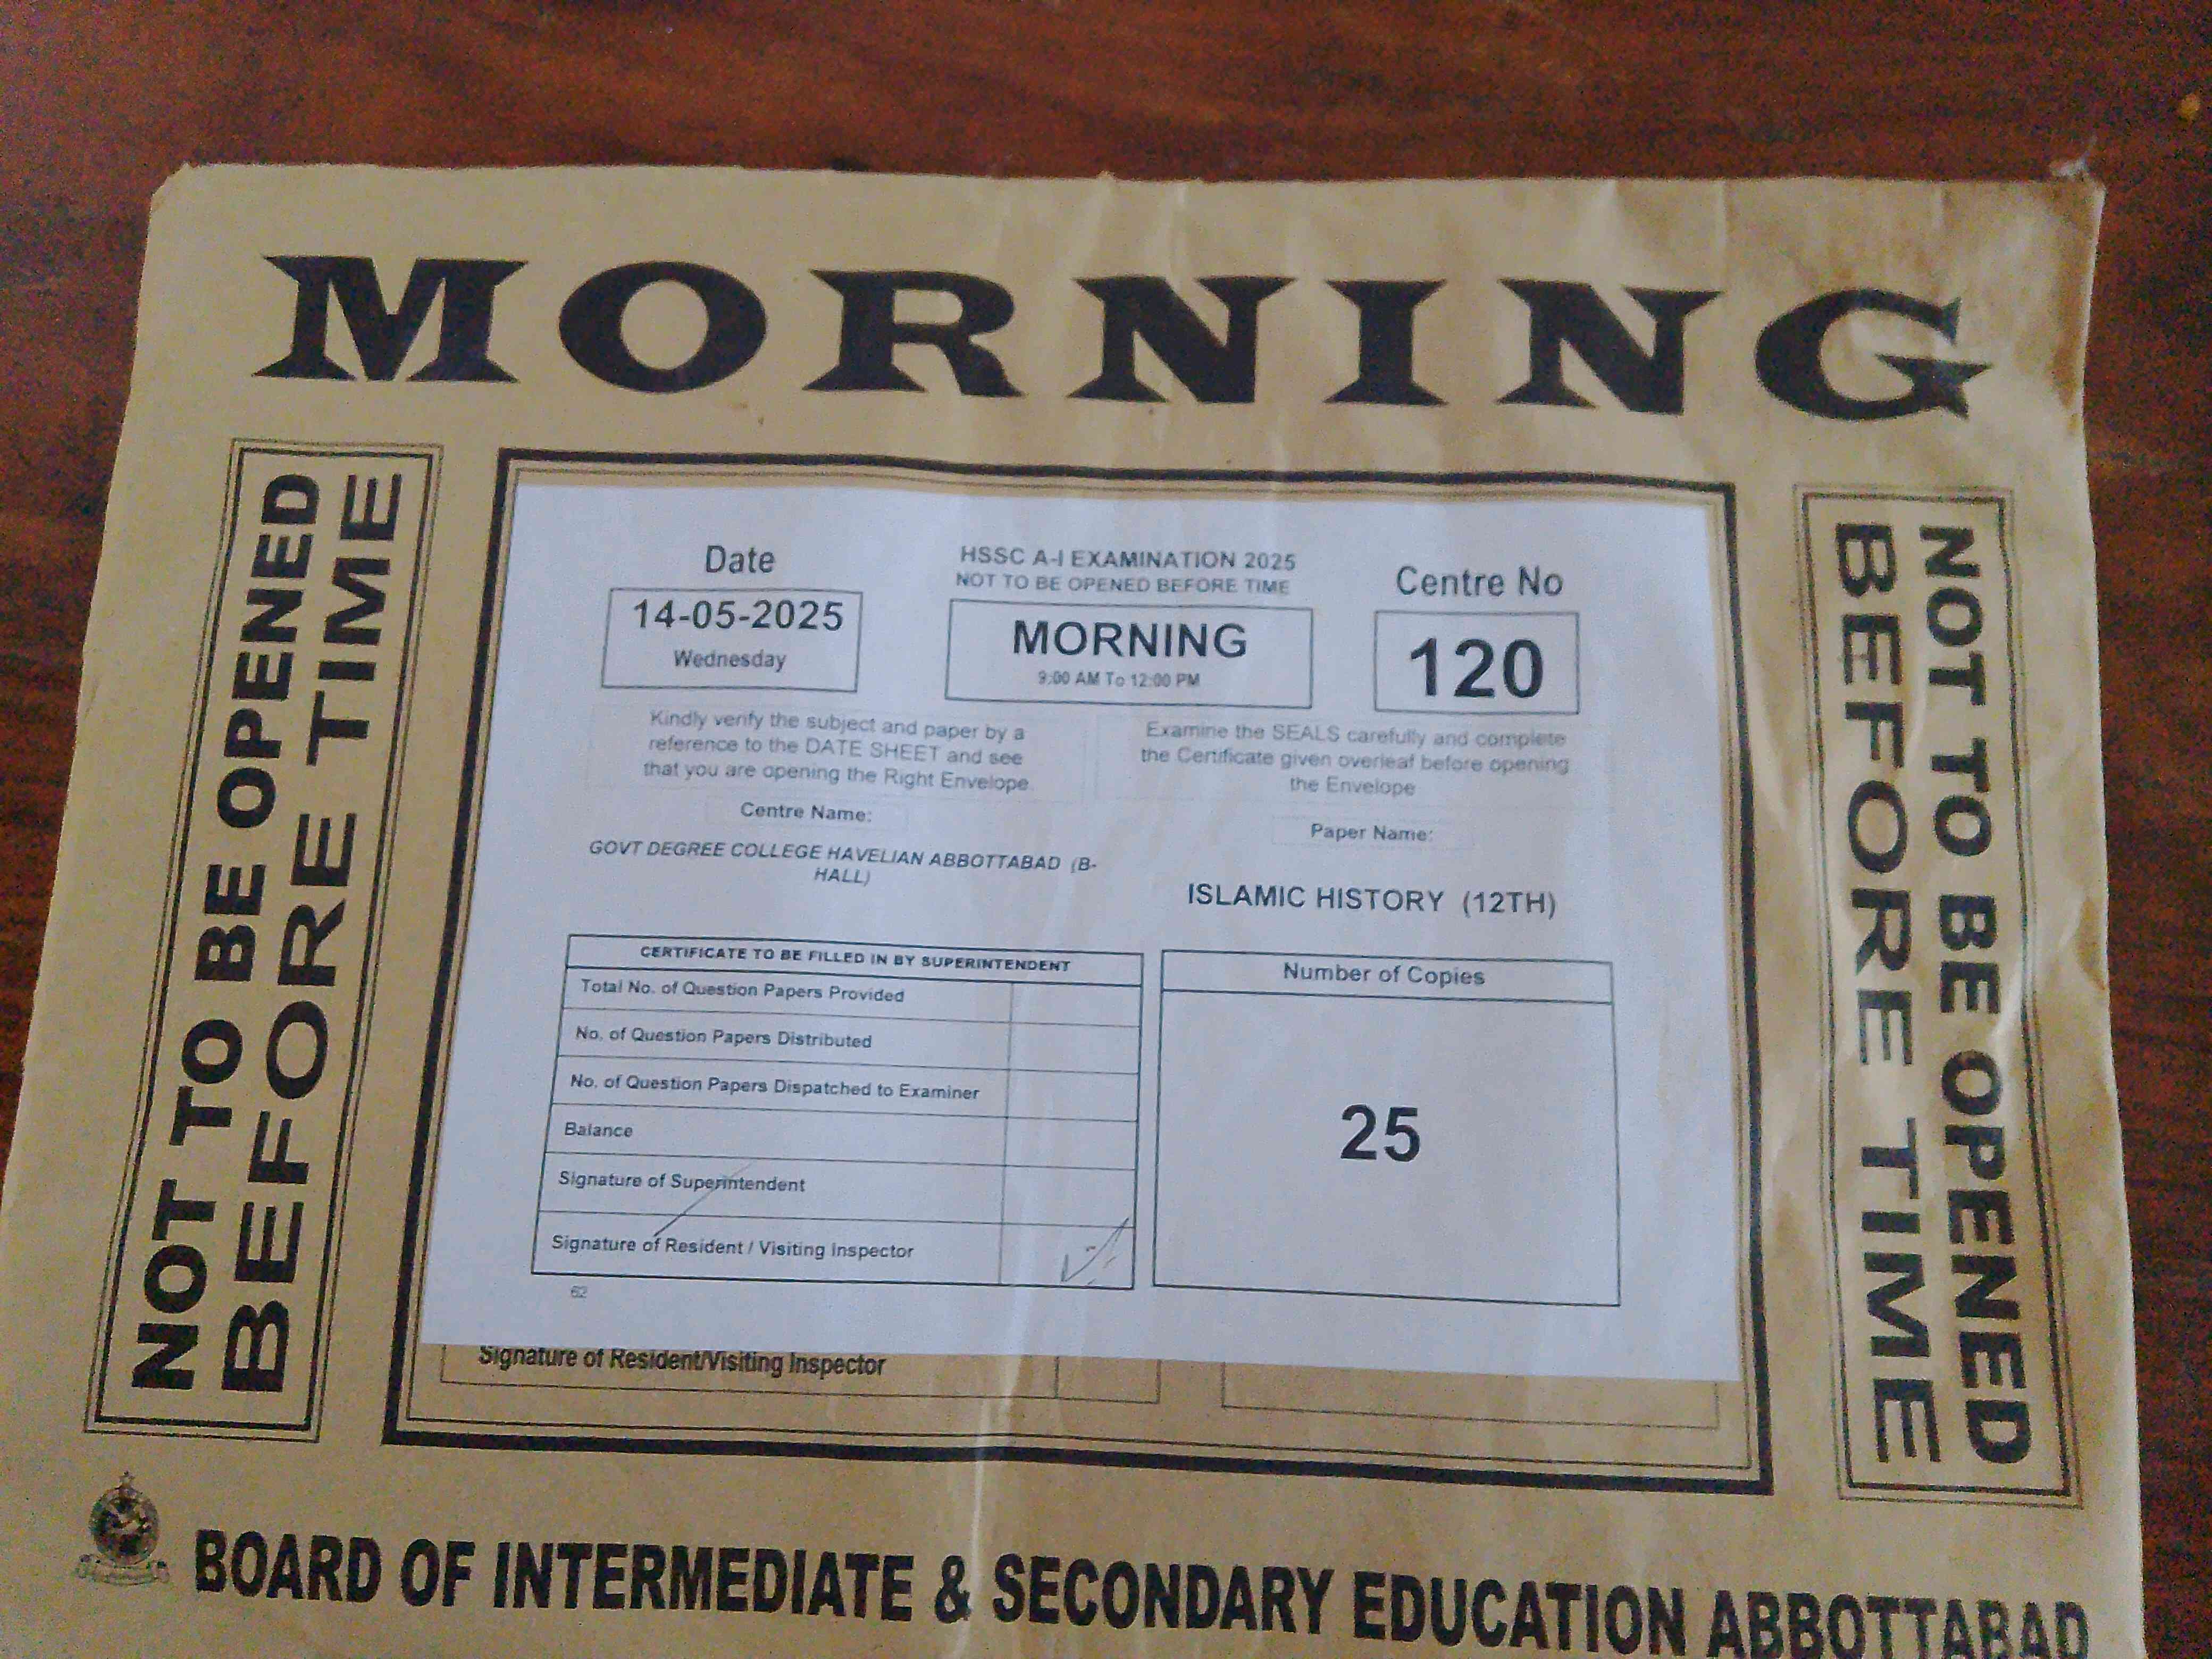 MORNING
NOT TO BE OPENED
BEFORE TIME
Date
14-05-2025
Wednesday
HSSC A-I EXAMINATION 2025
NOT TO BE OPENED BEFORE TIME
MORNING
9:00 AM To 12:00 PM
Centre No
120
Kindly verify the subject and paper by a
reference to the DATE SHEET and see
that you are opening the Right Envelope
Examine the SEALS carefully and complete
the Certificate given overleaf before opening
the Envelope
Centre Name:
GOVT DEGREE COLLEGE HAVELIAN ABBOTTABAD (B-
HALL)
Paper Name:
ISLAMIC HISTORY (12TH)
CERTIFICATE TO BE FILLED IN BY SUPERINTENDENT
Total No. of Question Papers Provided
No. of Question Papers Distributed
No. of Question Papers Dispatched to Examiner
Balance
Signature of Superintendent
Signature of Resident / Visiting Inspector
Number of Copies
25
62
Signature of Resident/Visiting Inspector
NOT TO BE OPENED
BEFORE TIME
BOARD OF INTERMEDIATE & SECONDARY EDUCATION ABBOTTABAD